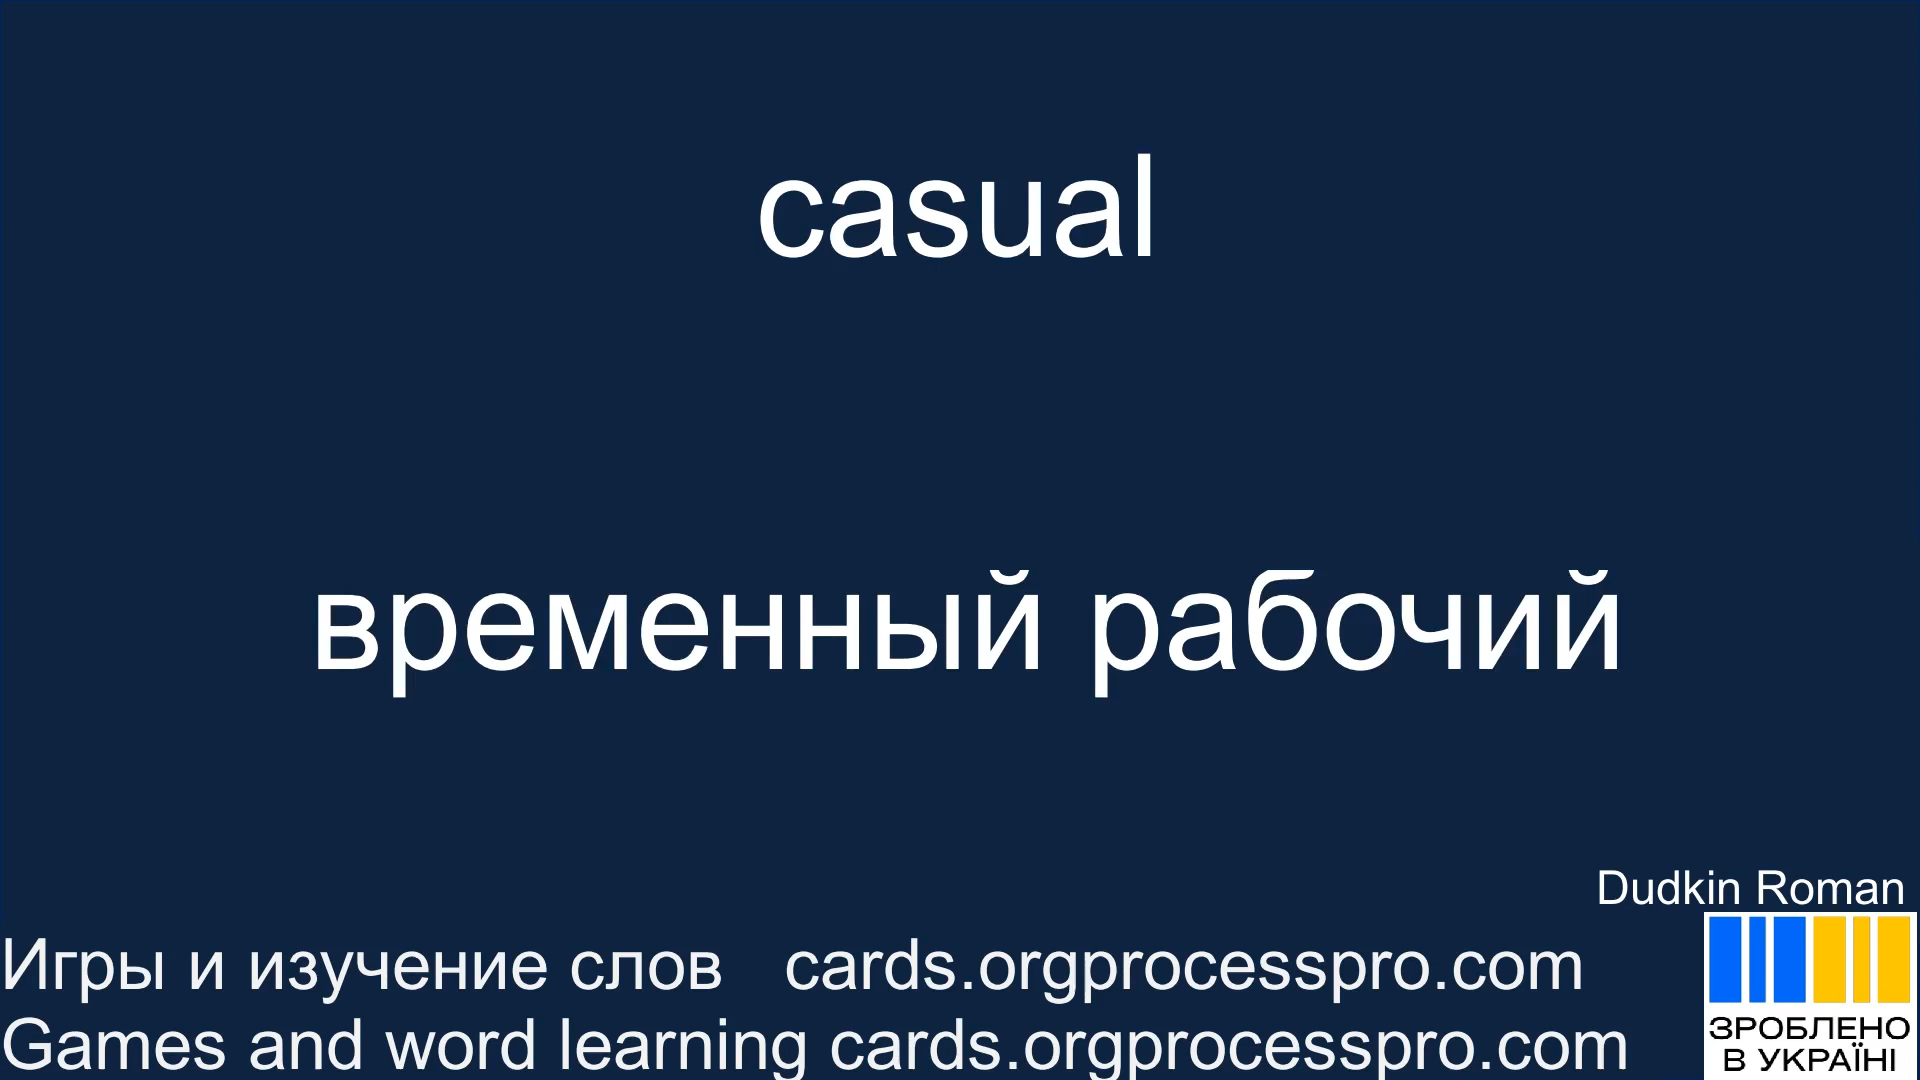 casual
временный рабочий
Dudkin Roman
Игры и изучение слов cards.orgprocesspro.com
Games and word learning cards.orgprocesspro.com
ЗРОБЛЕНО
В УКРАЇНІ